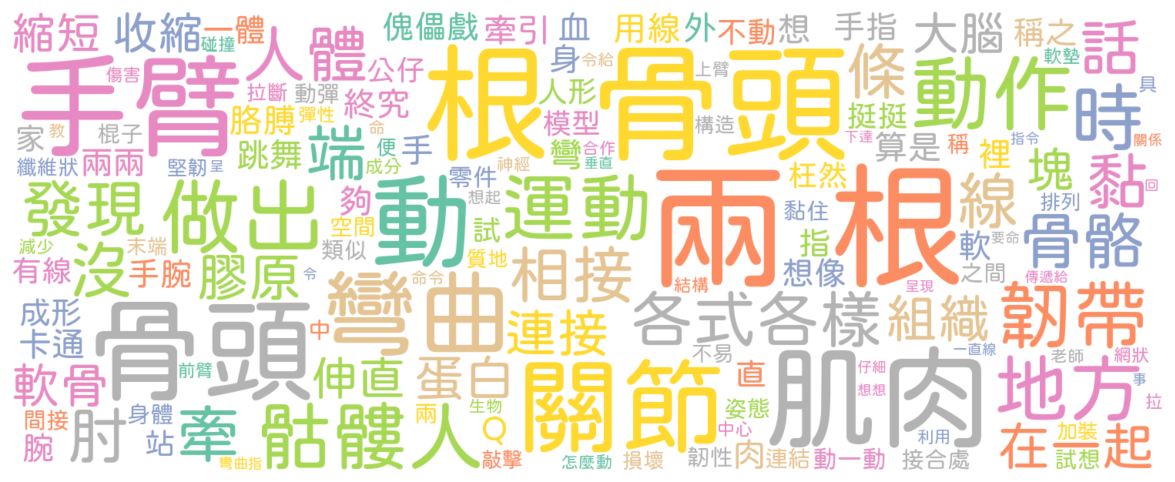 縮短 收縮 一體 碰撞 人體 傀儡戲 牽引 血 用線 外 不動 想 手指 大腦 稱之 軟墊 話
手臂 傷害 拉斷 動彈 公仔 終究 彈性 根骨頭 身 令給 上臂 條 動作 時 具
家 教 棍子 胳膊 命 端 便 手 人形 模型 彎 合作 垂直 構造 挺挺 下達 算是 稱 指令 裡 關係
纖維狀 兩兩 堅韌 呈 跳舞 成分 零件 神經 兩根 枉然 塊 黏 回
發現 做出 夠 動 想起 運動 試 指 黏住 線 排列 骨骼
減少 末端 空間 類似 質地 相接 想像 軟 要命 之間
有線 沒 手腕 膠原 令 彎曲 命令 結構 呈現 傳遞給 韌帶
成形 卡通 骨頭 中 連接 各式各樣 組織 不易 一直線 老師 網狀
軟骨 前臂 伸直 蛋白 關節 直 肌肉 仔細 想想 地方 事 拉
間接 肘 身體 牽 骷髏人 兩 生物 Q 姿態 中心 利用 加裝 在一起
腕 站 彎曲指 敲擊 怎麼動 損壞 韌性 肉 連結 動一動 接合處 試想